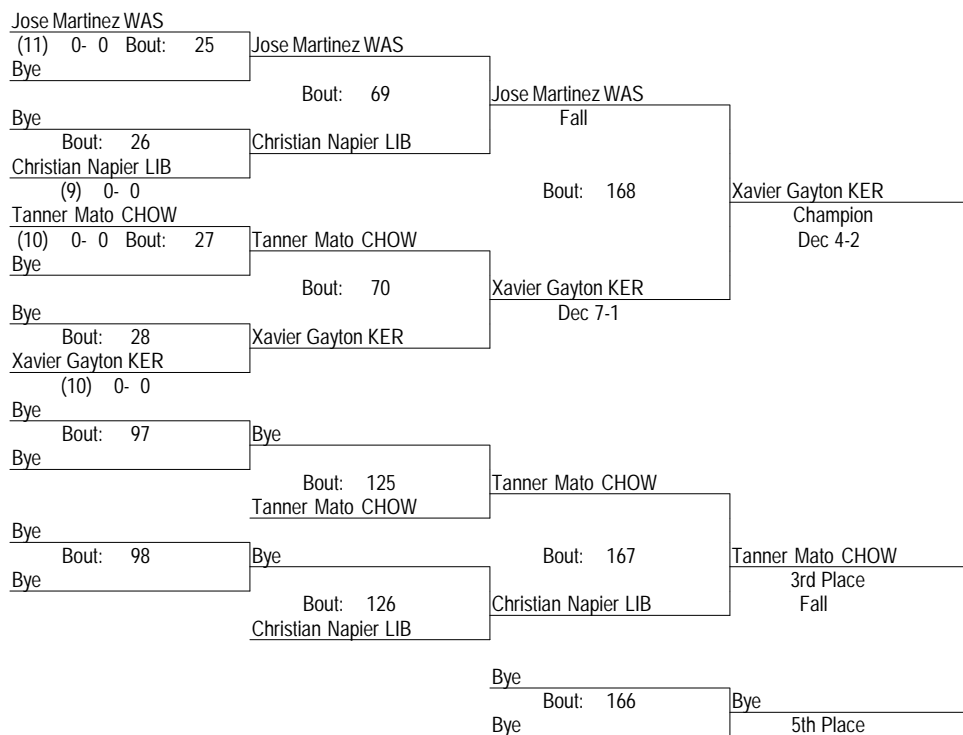 Jose Martinez WAS
(11) 0- 0 Bout: 25
Jose Martinez WAS
Bye
Bout: 69
Jose Martinez WAS
Fall
Bye
Bout: 26
Christian Napier LIB
Christian Napier LIB
(9) 0- 0
Bout: 168
Xavier Gayton KER
Champion
Dec 4-2
Tanner Mato CHOW
(10) 0- 0 Bout: 27
Tanner Mato CHOW
Bye
Bout: 70
Xavier Gayton KER
Dec 7-1
Bye
Bout: 28
Xavier Gayton KER
Xavier Gayton KER
(10) 0- 0
Bye
Bout: 97
Bye
Bye
Bout: 125
Tanner Mato CHOW
Tanner Mato CHOW
Bye
Bout: 98
Bye
Bout: 167
Tanner Mato CHOW
Bye
3rd Place
Bout: 126
Christian Napier LIB
Fall
Christian Napier LIB
Bye
Bout: 166
Bye
Bye
5th Place